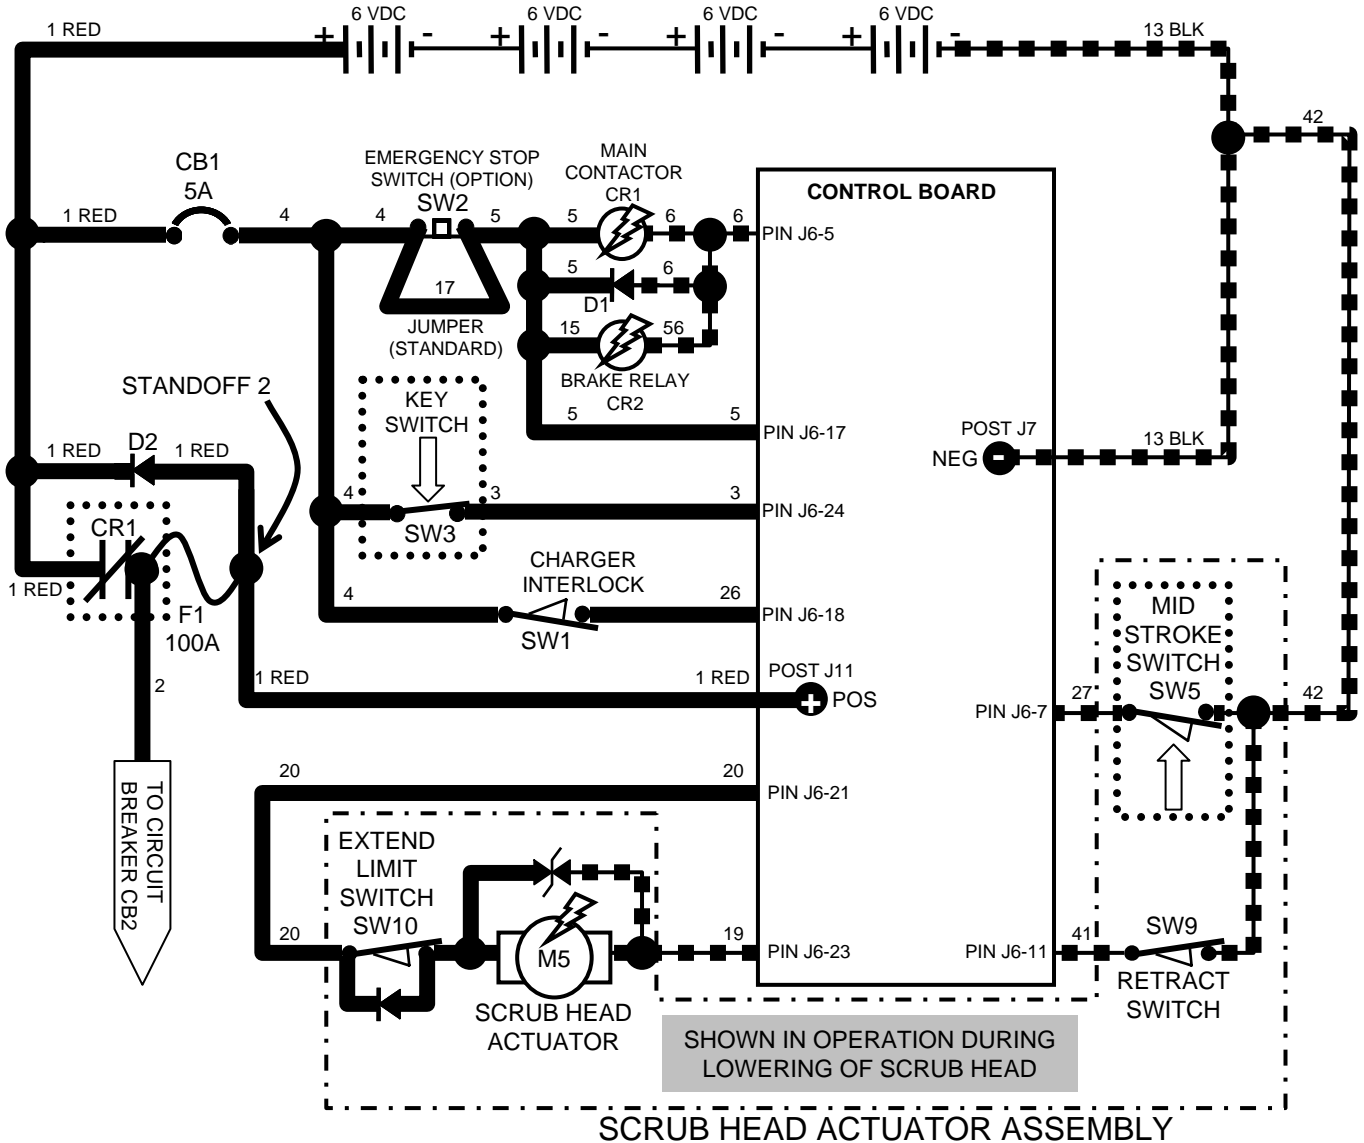 6 VDC
6 VDC
6 VDC
6 VDC
1 RED
+
-
+
-
+
-
+
-
13 BLK
42
CB1
5A
EMERGENCY STOP
SWITCH (OPTION)
SW2
MAIN
CONTACTOR
CR1
CONTROL BOARD
1 RED
4
4
5
5
6
6
PIN J6-5
5
6
D1
17
JUMPER
(STANDARD)
15
56
BRAKE RELAY
CR2
STANDOFF 2
KEY
SWITCH
5
5
PIN J6-17
POST J7
NEG
-
13 BLK
1 RED
D2
1 RED
4
3
3
PIN J6-24
SW3
CR1
1 RED
F1
100A
CHARGER
INTERLOCK
4
26
PIN J6-18
SW1
MID
STROKE
SWITCH
SW5
2
1 RED
1 RED
POST J11
+
POS
PIN J6-7
27
42
TO CIRCUIT
BREAKER CB2
20
20
PIN J6-21
EXTEND
LIMIT
SWITCH
SW10
20
M5
19
PIN J6-23
PIN J6-11
41
SW9
RETRACT
SWITCH
SCRUB HEAD
ACTUATOR
SHOWN IN OPERATION DURING
LOWERING OF SCRUB HEAD
SCRUB HEAD ACTUATOR ASSEMBLY